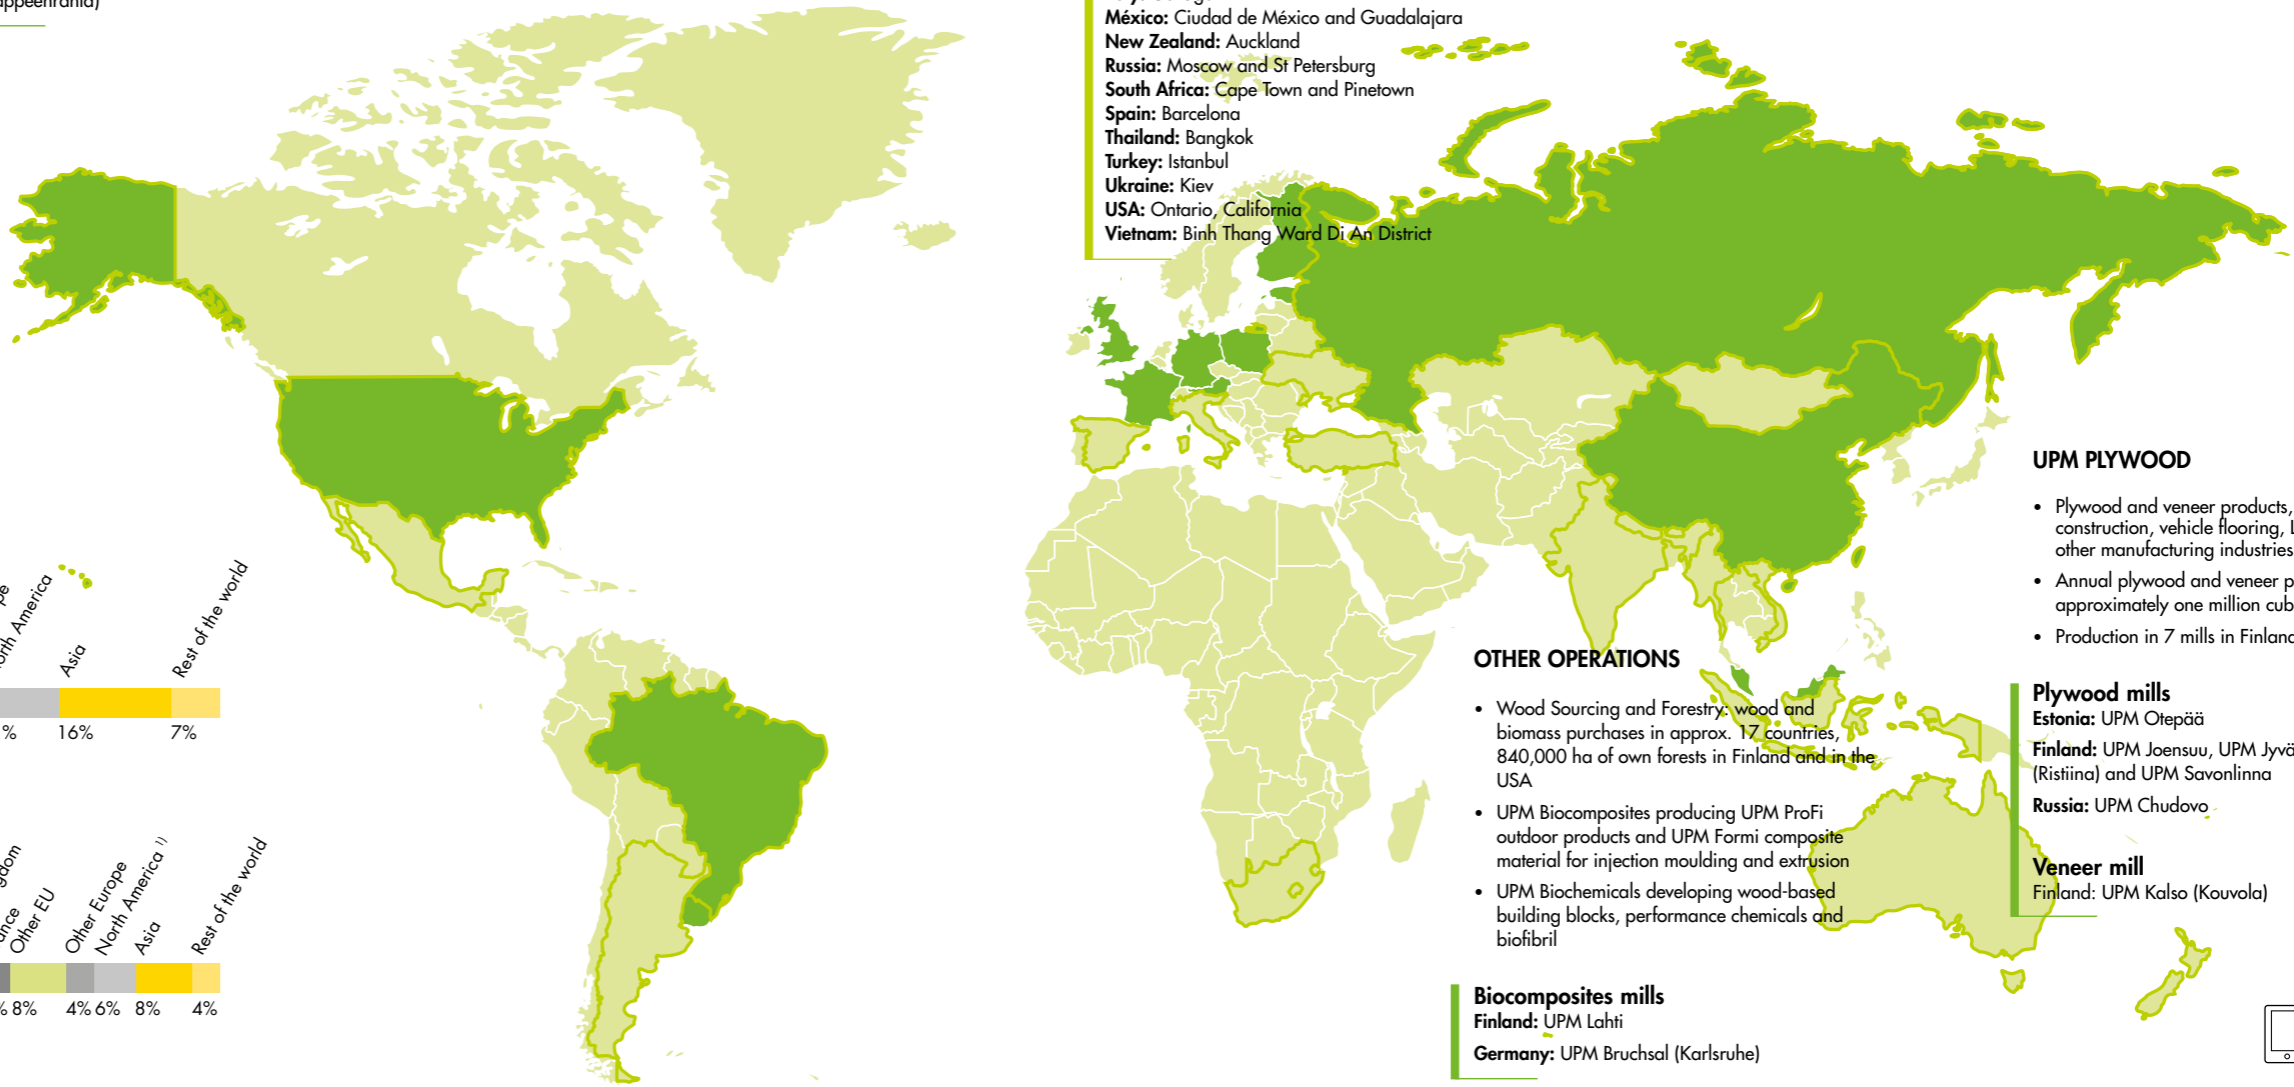 México: Ciudad de México and Guadalajara
New Zealand: Auckland
Russia: Moscow and St Petersburg
South Africa: Cape Town and Pinetown
Spain: Barcelona
Thailand: Bangkok
Turkey: Istanbul
Ukraine: Kiev
USA: Ontario, California
Vietnam: Binh Thang Ward Di An District
North America
Asia
Rest of the world
%
16%
7%
Other EU
Other Europe
North America 1)
Asia
Rest of the world
%
8%
4%
6%
8%
4%
OTHER OPERATIONS
• Wood Sourcing and Forestry: wood and
biomass purchases in approx. 17 countries,
840,000 ha of own forests in Finland and in the
USA
• UPM Biocomposites producing UPM ProFi
outdoor products and UPM Formi composite
material for injection moulding and extrusion
• UPM Biochemicals developing wood-based
building blocks, performance chemicals and
biofibril
Biocomposites mills
Finland: UPM Lahti
Germany: UPM Bruchsal (Karlsruhe)
UPM PLYWOOD
• Plywood and veneer products,
construction, vehicle flooring,
other manufacturing industries
• Annual plywood and veneer
approximately one million
• Production in 7 mills in
Plywood mills
Estonia: UPM Otepää
Finland: UPM Joensuu, UPM
(Ristiina) and UPM Savonlinna
Russia: UPM Chudovo
Veneer mill
Finland: UPM Kalso (Kouvola)